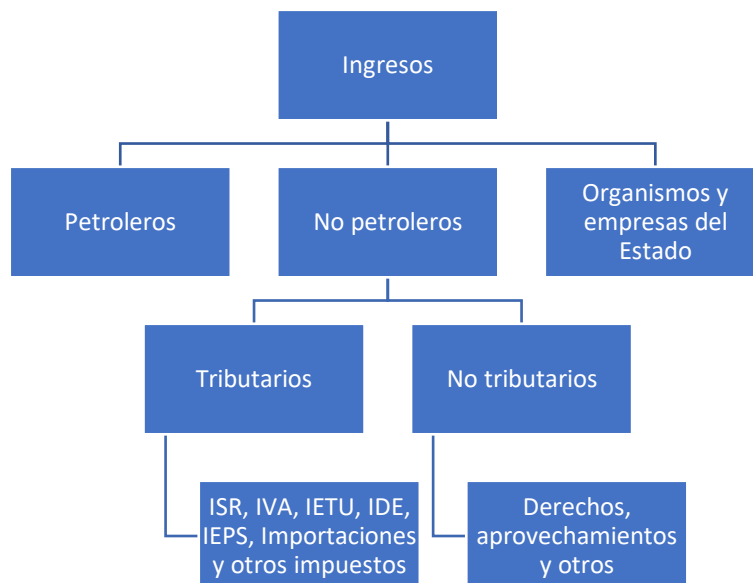 Ingresos
Petroleros
No petroleros
Organismos y
empresas del
Estado
Tributarios
No tributarios
ISR, IVA, IETU, IDE,
IEPS, Importaciones
y otros impuestos
Derechos,
aprovechamientos
y otros